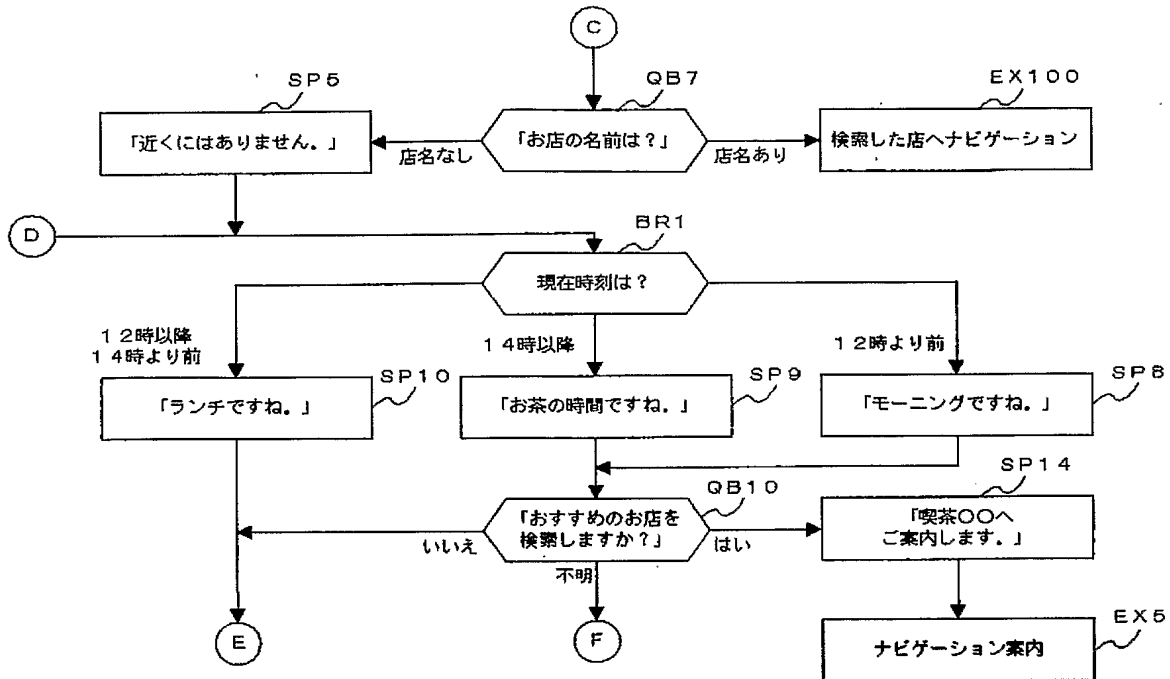 C
SP5
QB7
EX100
「近くにはありません。」
「お店の名前は？」
検索した店へナビゲーション
店名なし
店名あり
D
BR1
現在時刻は？
12時以降
14時より前
14時以降
12時より前
SP10
SP9
SP8
「ランチですね。」
「お茶の時間ですね。」
「モーニングですね。」
SP14
QB10
「おすすめのお店を
検索しますか？」
「喫茶〇〇へ
ご案内します。」
いいえ
はい
不明
E
F
EX5
ナビゲーション案内